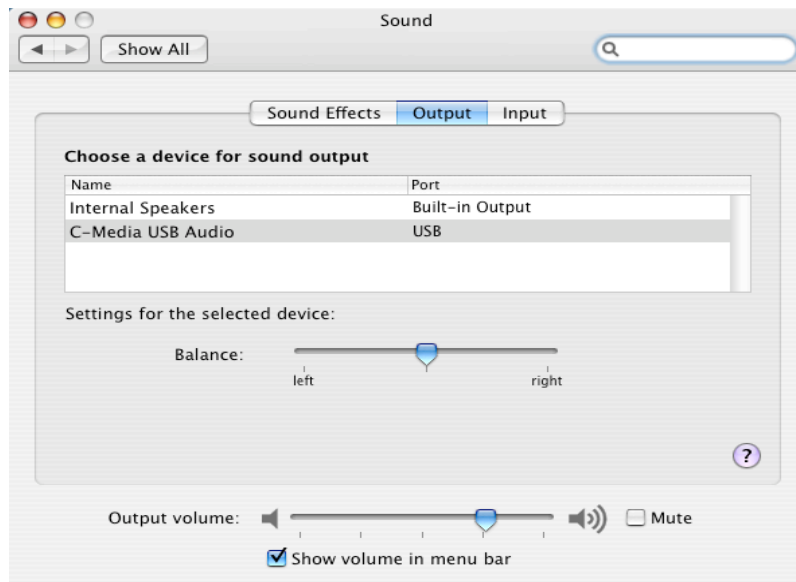 Sound
Show All
Sound Effects Output Input
Choose a device for sound output
Name Port
Internal Speakers Built-in Output
C-Media USB Audio USB
Settings for the selected device:
Balance:
left right
?
Output volume: Mute
Show volume in menu bar